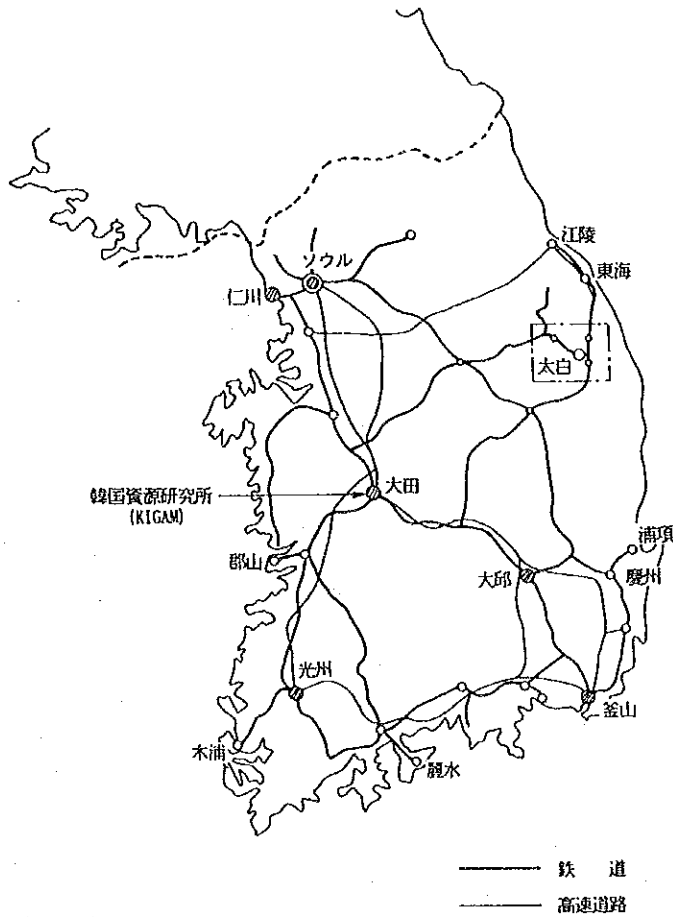 江陵
ソウル
東海
仁川
太白
韓国資源研究所
(KIGAM)
大田
浦項
郡山
大邱
慶州
光州
釜山
木浦
麗水
鉄 道
高速道路